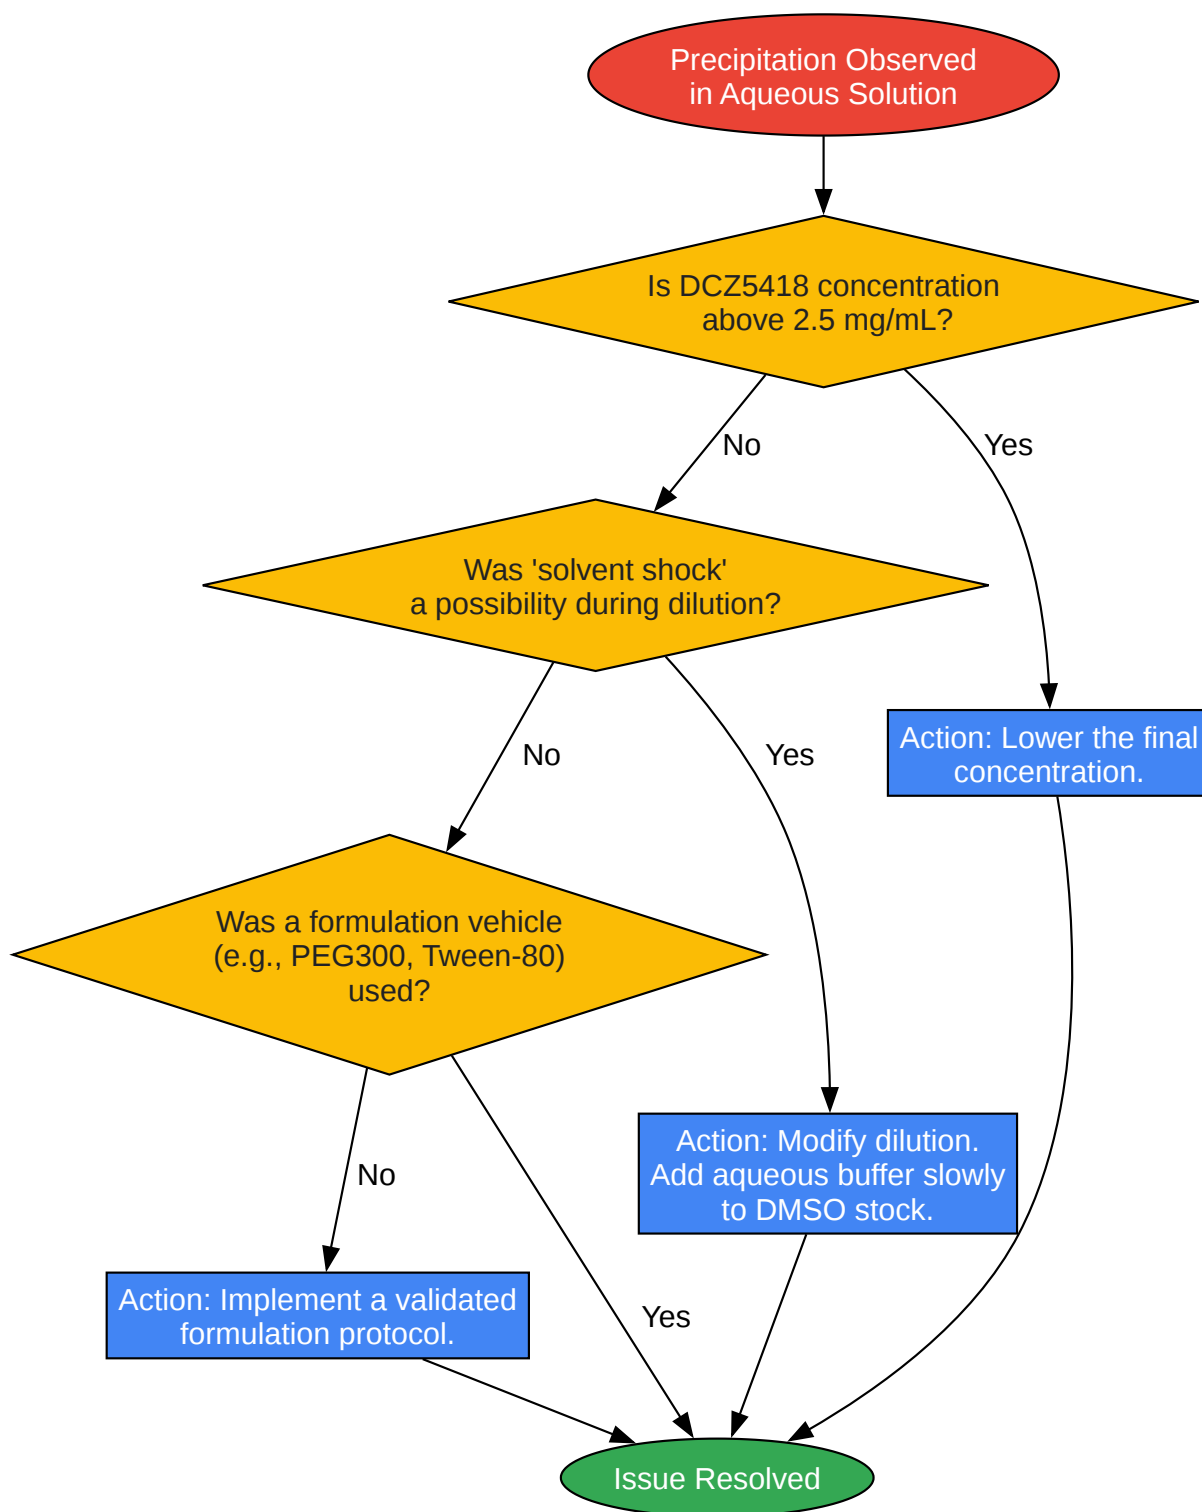 Precipitation Observed
in Aqueous Solution
Is DCZ5418 concentration
above 2.5 mg/mL?
No
Yes
Was 'solvent shock'
a possibility during dilution?
No
Yes
Action: Lower the final
concentration.
Was a formulation vehicle
(e.g., PEG300, Tween-80)
used?
No
Action: Modify dilution.
Add aqueous buffer slowly
to DMSO stock.
Action: Implement a validated
formulation protocol.
Yes
Issue Resolved